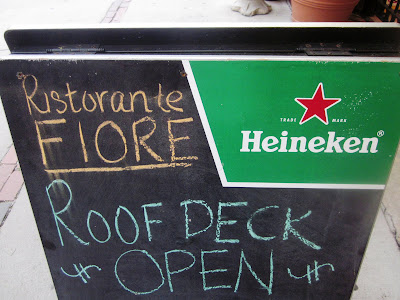 Ristorante
FIORE
TRADE MARK
Heineken®
ROOF DECK
OPEN